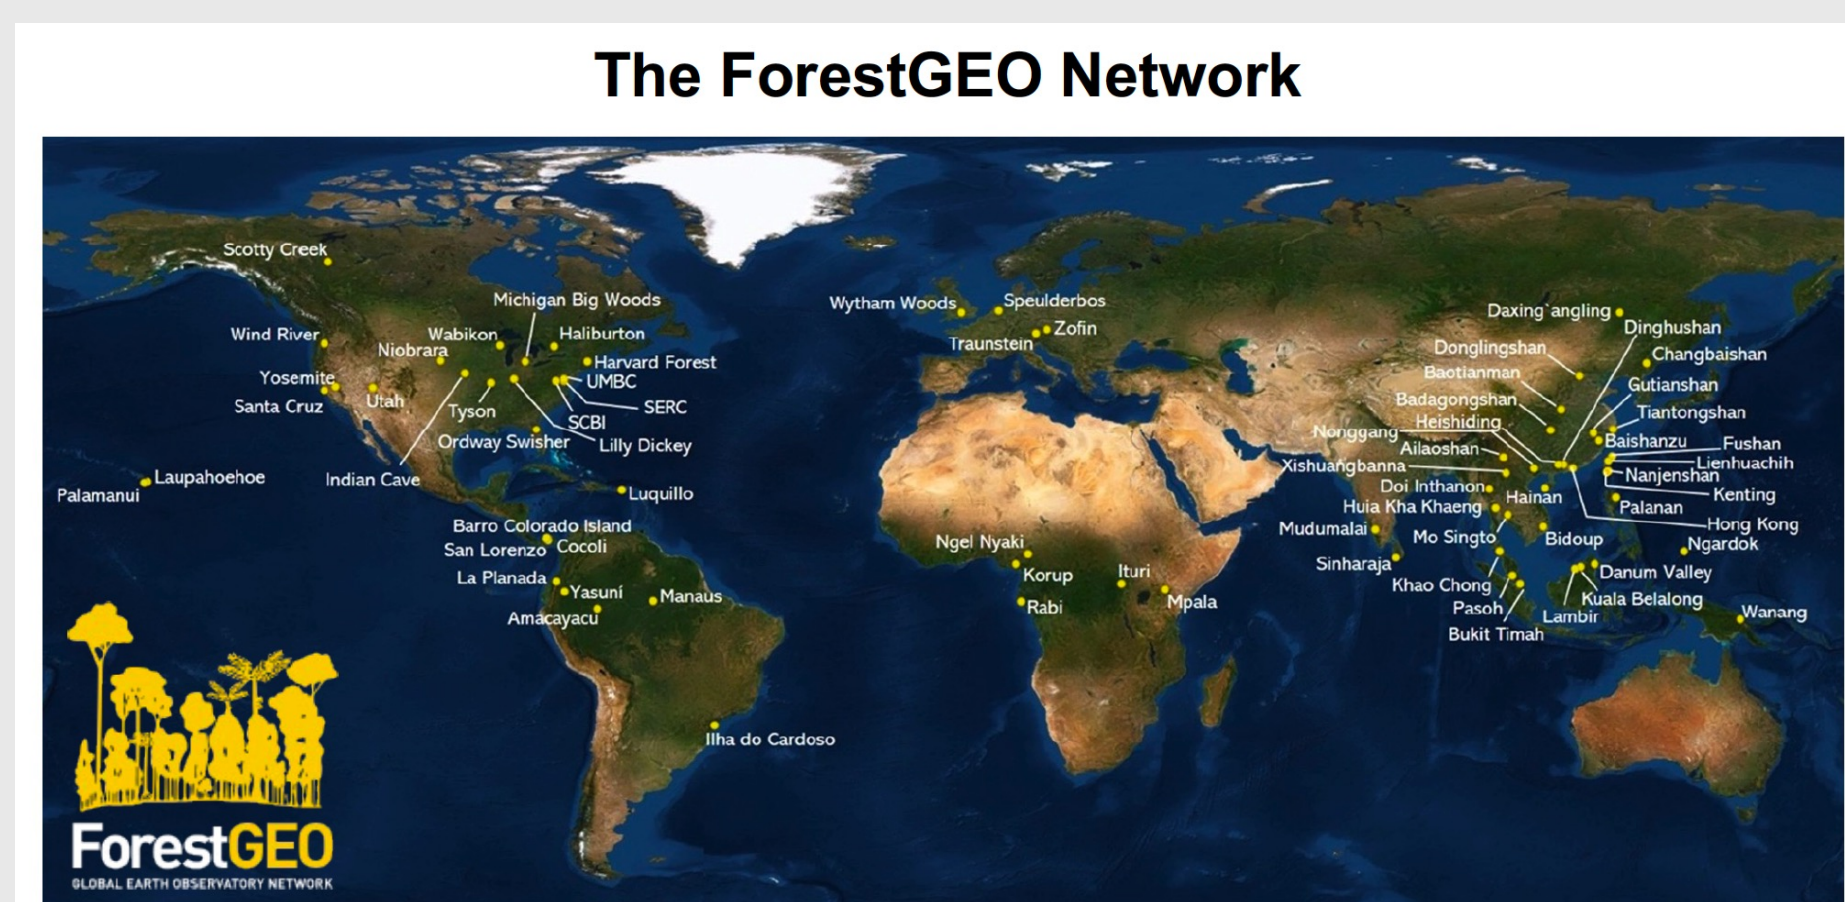 The ForestGEO Network
Scotty Creek
Michigan Big Woods
Wytham Woods
Speulderbos
Daxing`angling
Wind River
Wabikon
Haliburton
Zofin
Dinghushan
Niobrara
Traunstein
Donglingshan
Changbaishan
Harvard Forest
Baotianman
Yosemite
UMBC
Gutianshan
Santa Cruz
Utah
Tyson
SERC
Badagongshan
Tiantongshan
SCBI
Heishiding
Nonggang
Ordway Swisher
Lilly Dickey
Ailaoshan
Baishanzu
Fushan
Xishuangbanna
Lienhuachih
Indian Cave
Laupahoehoe
Nanjenshan
Palamanui
Luquillo
Doi Inthanon
Hainan
Kenting
Huia Kha Khaeng
Palanan
Barro Colorado Island
Mudumalai
Hong Kong
San Lorenzo
Cocoli
Ngel Nyaki
Mo Singto
Bidoup
Ngardok
Sinharaja
La Planada
Korup
Ituri
Khao Chong
Danum Valley
Yasuní
Manaus
Rabi
Mpala
Pasoh
Kuala Belalong
Amacayacu
Lambir
Wanang
Bukit Timah
Ilha do Cardoso
ForestGEO
GLOBAL EARTH OBSERVATORY NETWORK